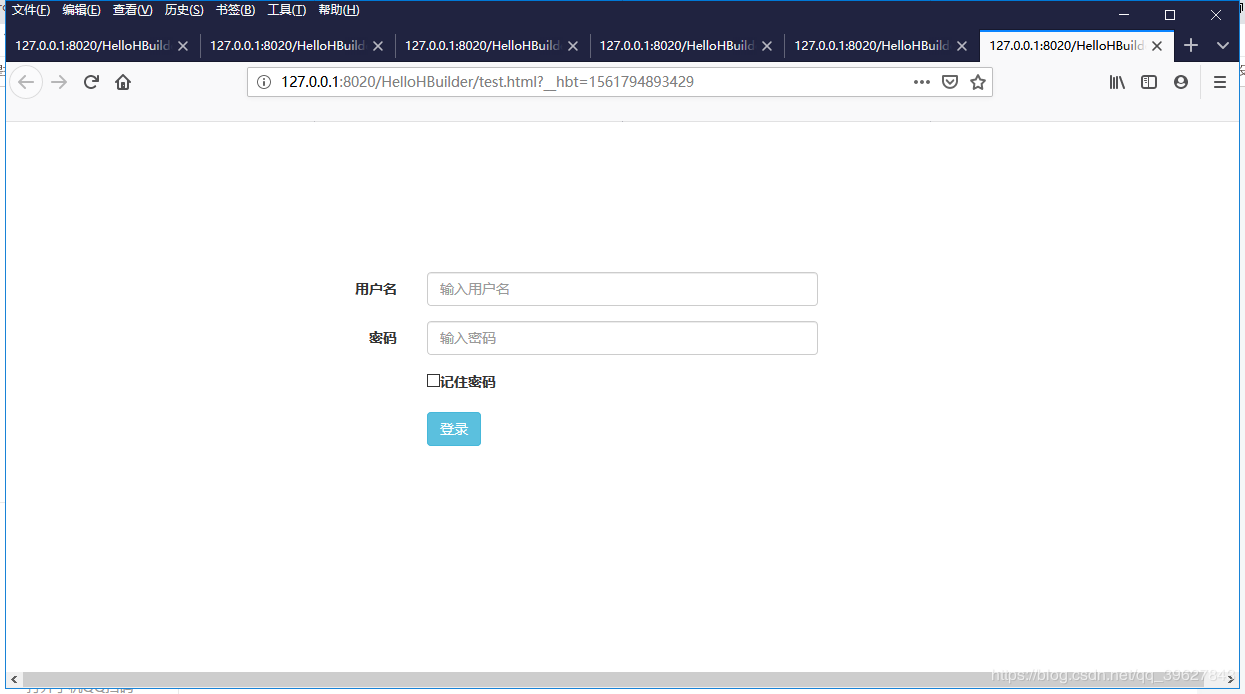 文件(F) 编辑(E) 查看(V) 历史(S) 书签(B) 工具(T) 帮助(H)
127.0.0.1:8020/HelloHBuild 127.0.0.1:8020/HelloHBuild 127.0.0.1:8020/HelloHBuild 127.0.0.1:8020/HelloHBuild 127.0.0.1:8020/HelloHBuild 127.0.0.1:8020/HelloHBuild
127.0.0.1:8020/HelloHBuilder/test.html?__hbt=1561794893429
用户名 输入用户名
密码 输入密码
记住密码
登录
https://blog.csdn.net/qq_39627843